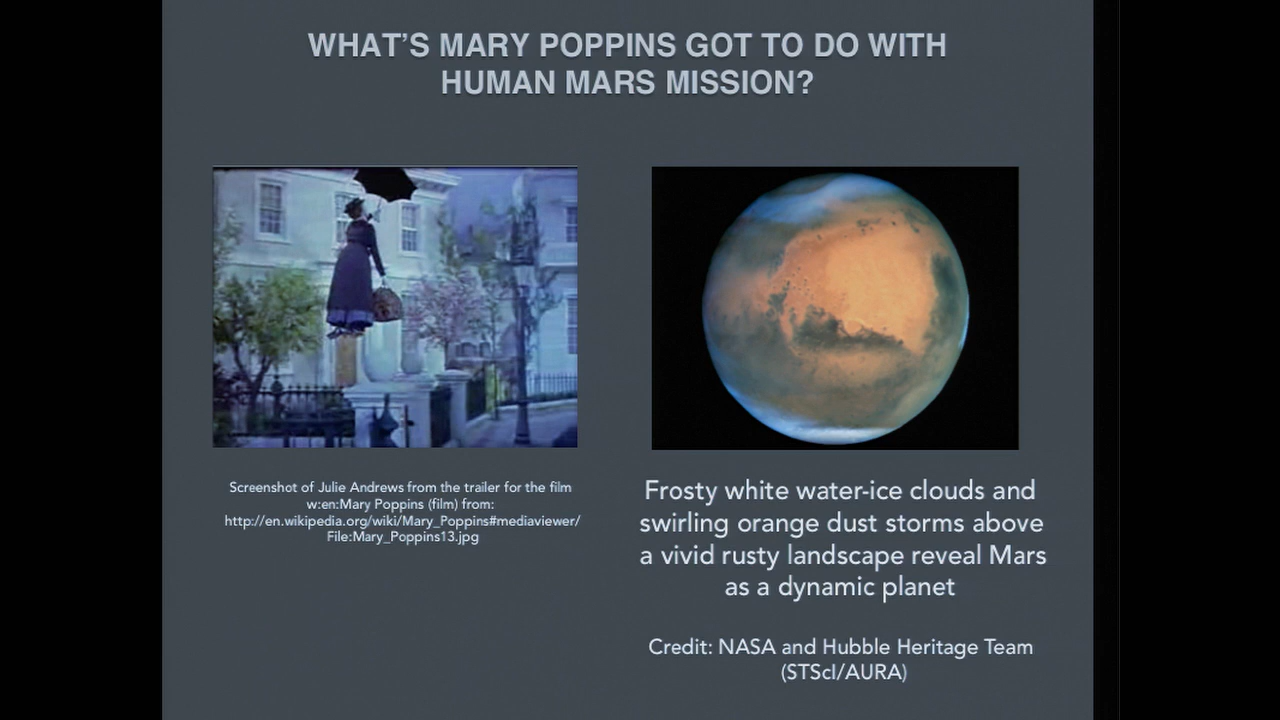 WHAT'S MARY POPPINS GOT TO DO WITH
HUMAN MARS MISSION?
Screenshot of Julie Andrews from the trailer for the film
w:en:Mary Poppins (film) from:
http://en.wikipedia.org/wiki/Mary_Poppins#mediaviewer/
File:Mary_Poppins13.jpg
Frosty white water-ice clouds and
swirling orange dust storms above
a vivid rusty landscape reveal Mars
as a dynamic planet
Credit: NASA and Hubble Heritage Team
(STScI/AURA)